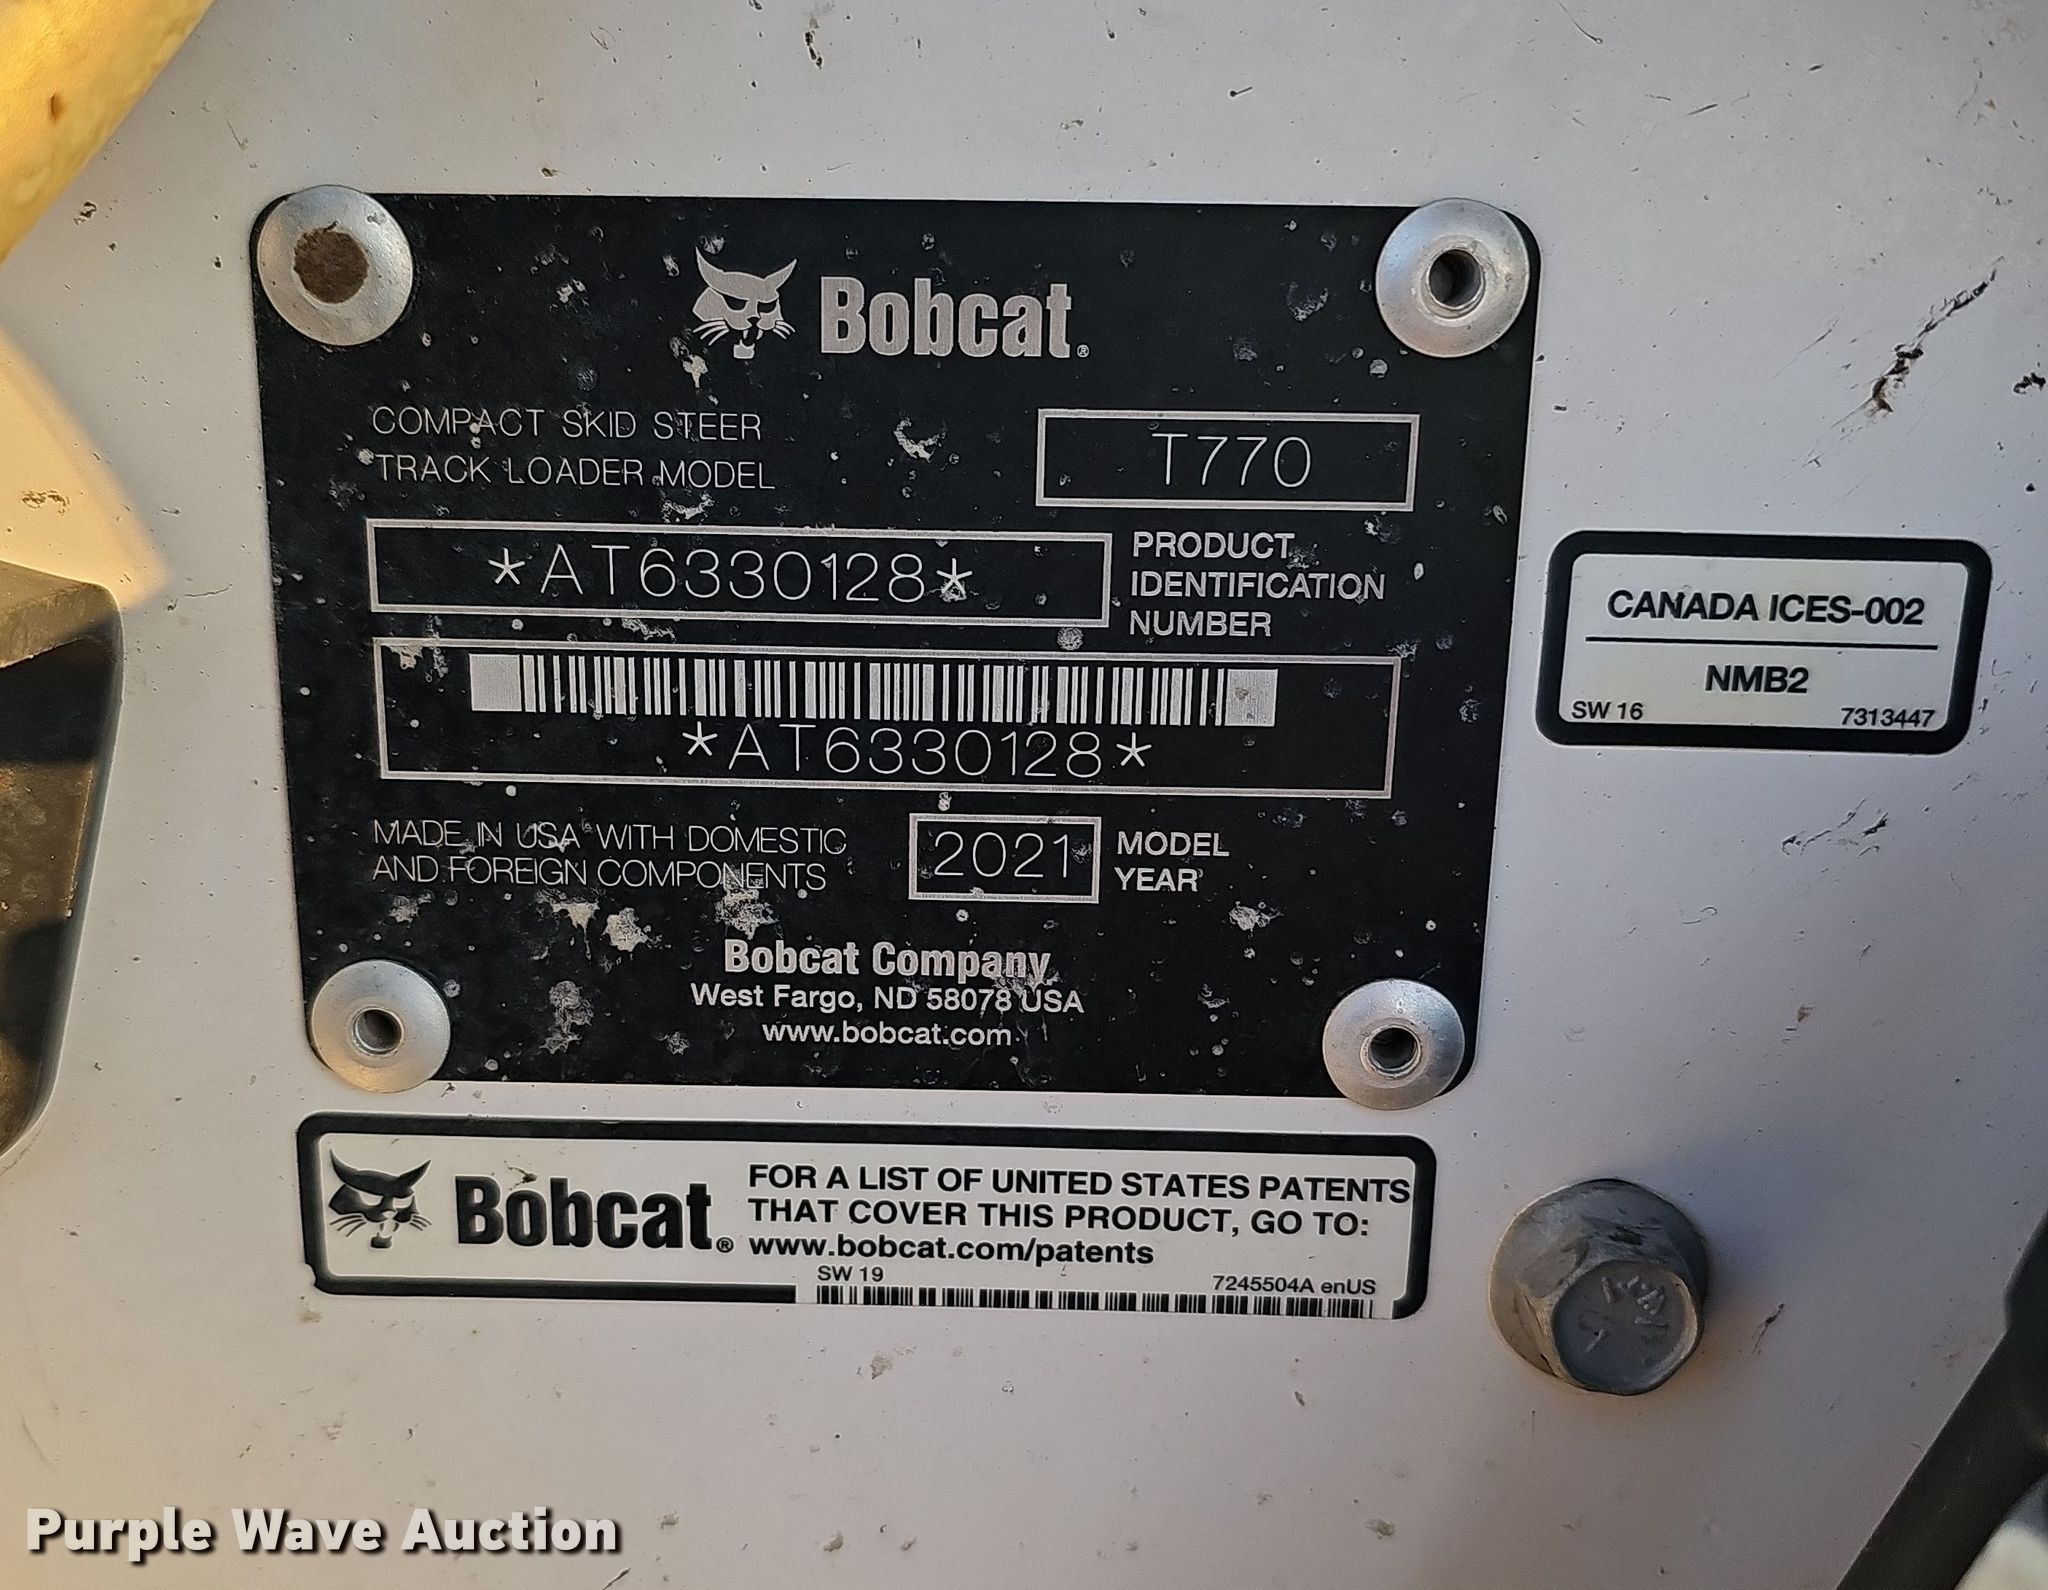 Bobcat®
COMPACT SKID STEER
TRACK LOADER MODEL
T770
*AT6330128*
PRODUCT
IDENTIFICATION
NUMBER
*AT6330128*
MADE IN USA WITH DOMESTIC
AND FOREIGN COMPONENTS
2021
MODEL
YEAR
Bobcat Company
West Fargo, ND 58078 USA
www.bobcat.com
CANADA ICES-002
NMB2
SW 16 7313447
Bobcat®
FOR A LIST OF UNITED STATES PATENTS
THAT COVER THIS PRODUCT, GO TO:
www.bobcat.com/patents
SW 19 7245504A enUS
Purple Wave Auction